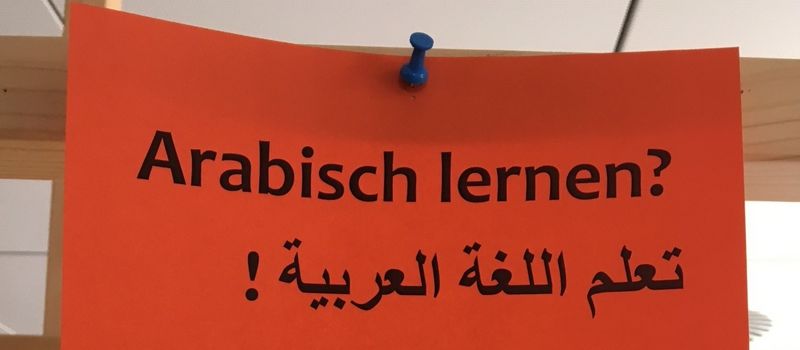 Arabisch lernen?
تعلم اللغة العربية !